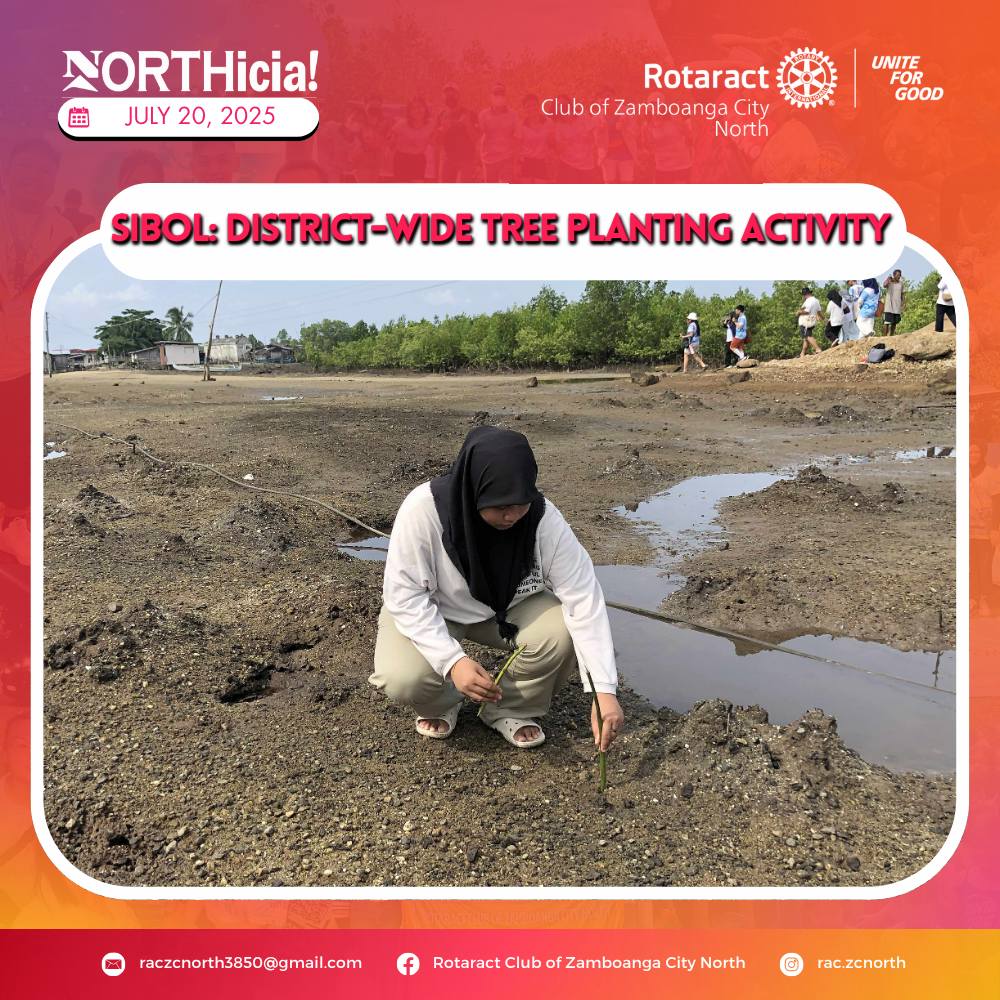 NORTHicia!
JULY 20, 2025
Rotaract
Club of Zamboanga City
North
UNITE
FOR
GOOD
SIBOL: DISTRICT-WIDE TREE PLANTING ACTIVITY
raczcnorth3850@gmail.com
Rotaract Club of Zamboanga City North
rac.zcnorth